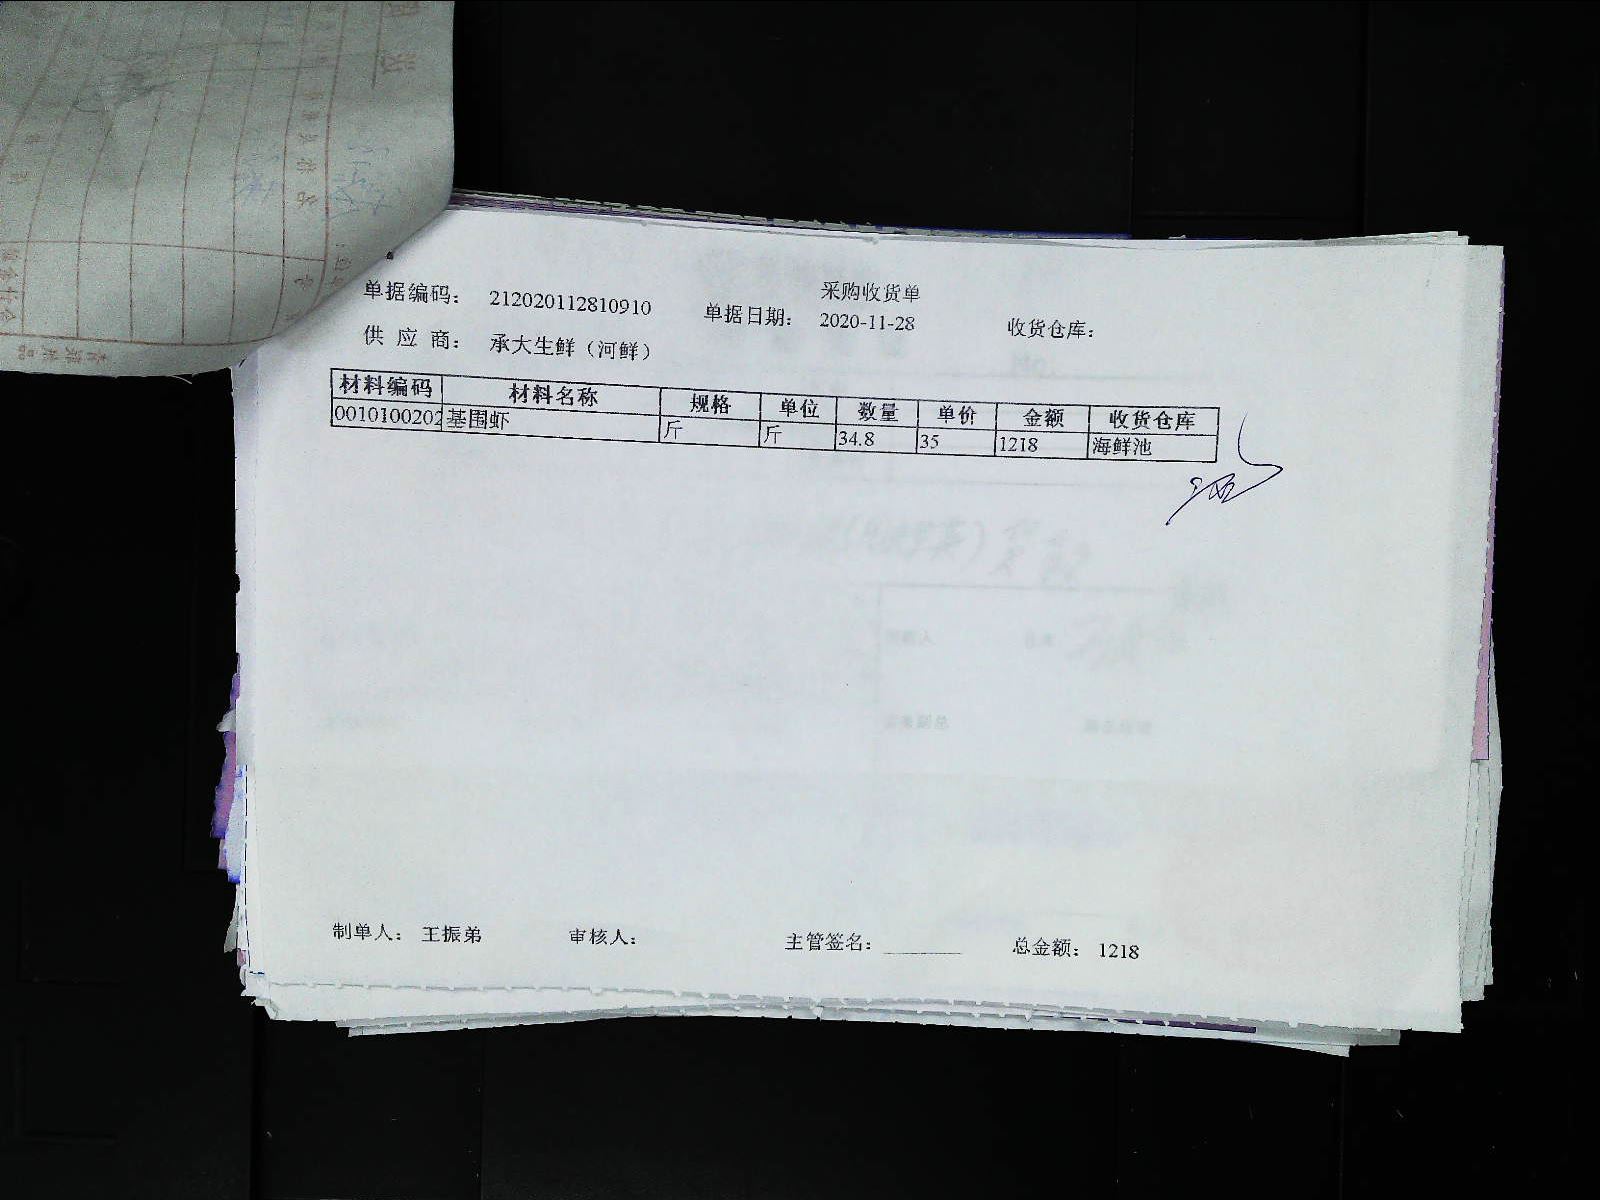 采购收货单
单据编码： 212020112810910 单据日期： 2020-11-28 收货仓库：
供 应 商： 承大生鲜（河鲜）
材料编码 材料名称 规格 单位 数量 单价 金额 收货仓库
0010100202 基围虾 斤 斤 34.8 35 1218 海鲜池
制单人： 王振弟 审核人： 主管签名： 总金额： 1218